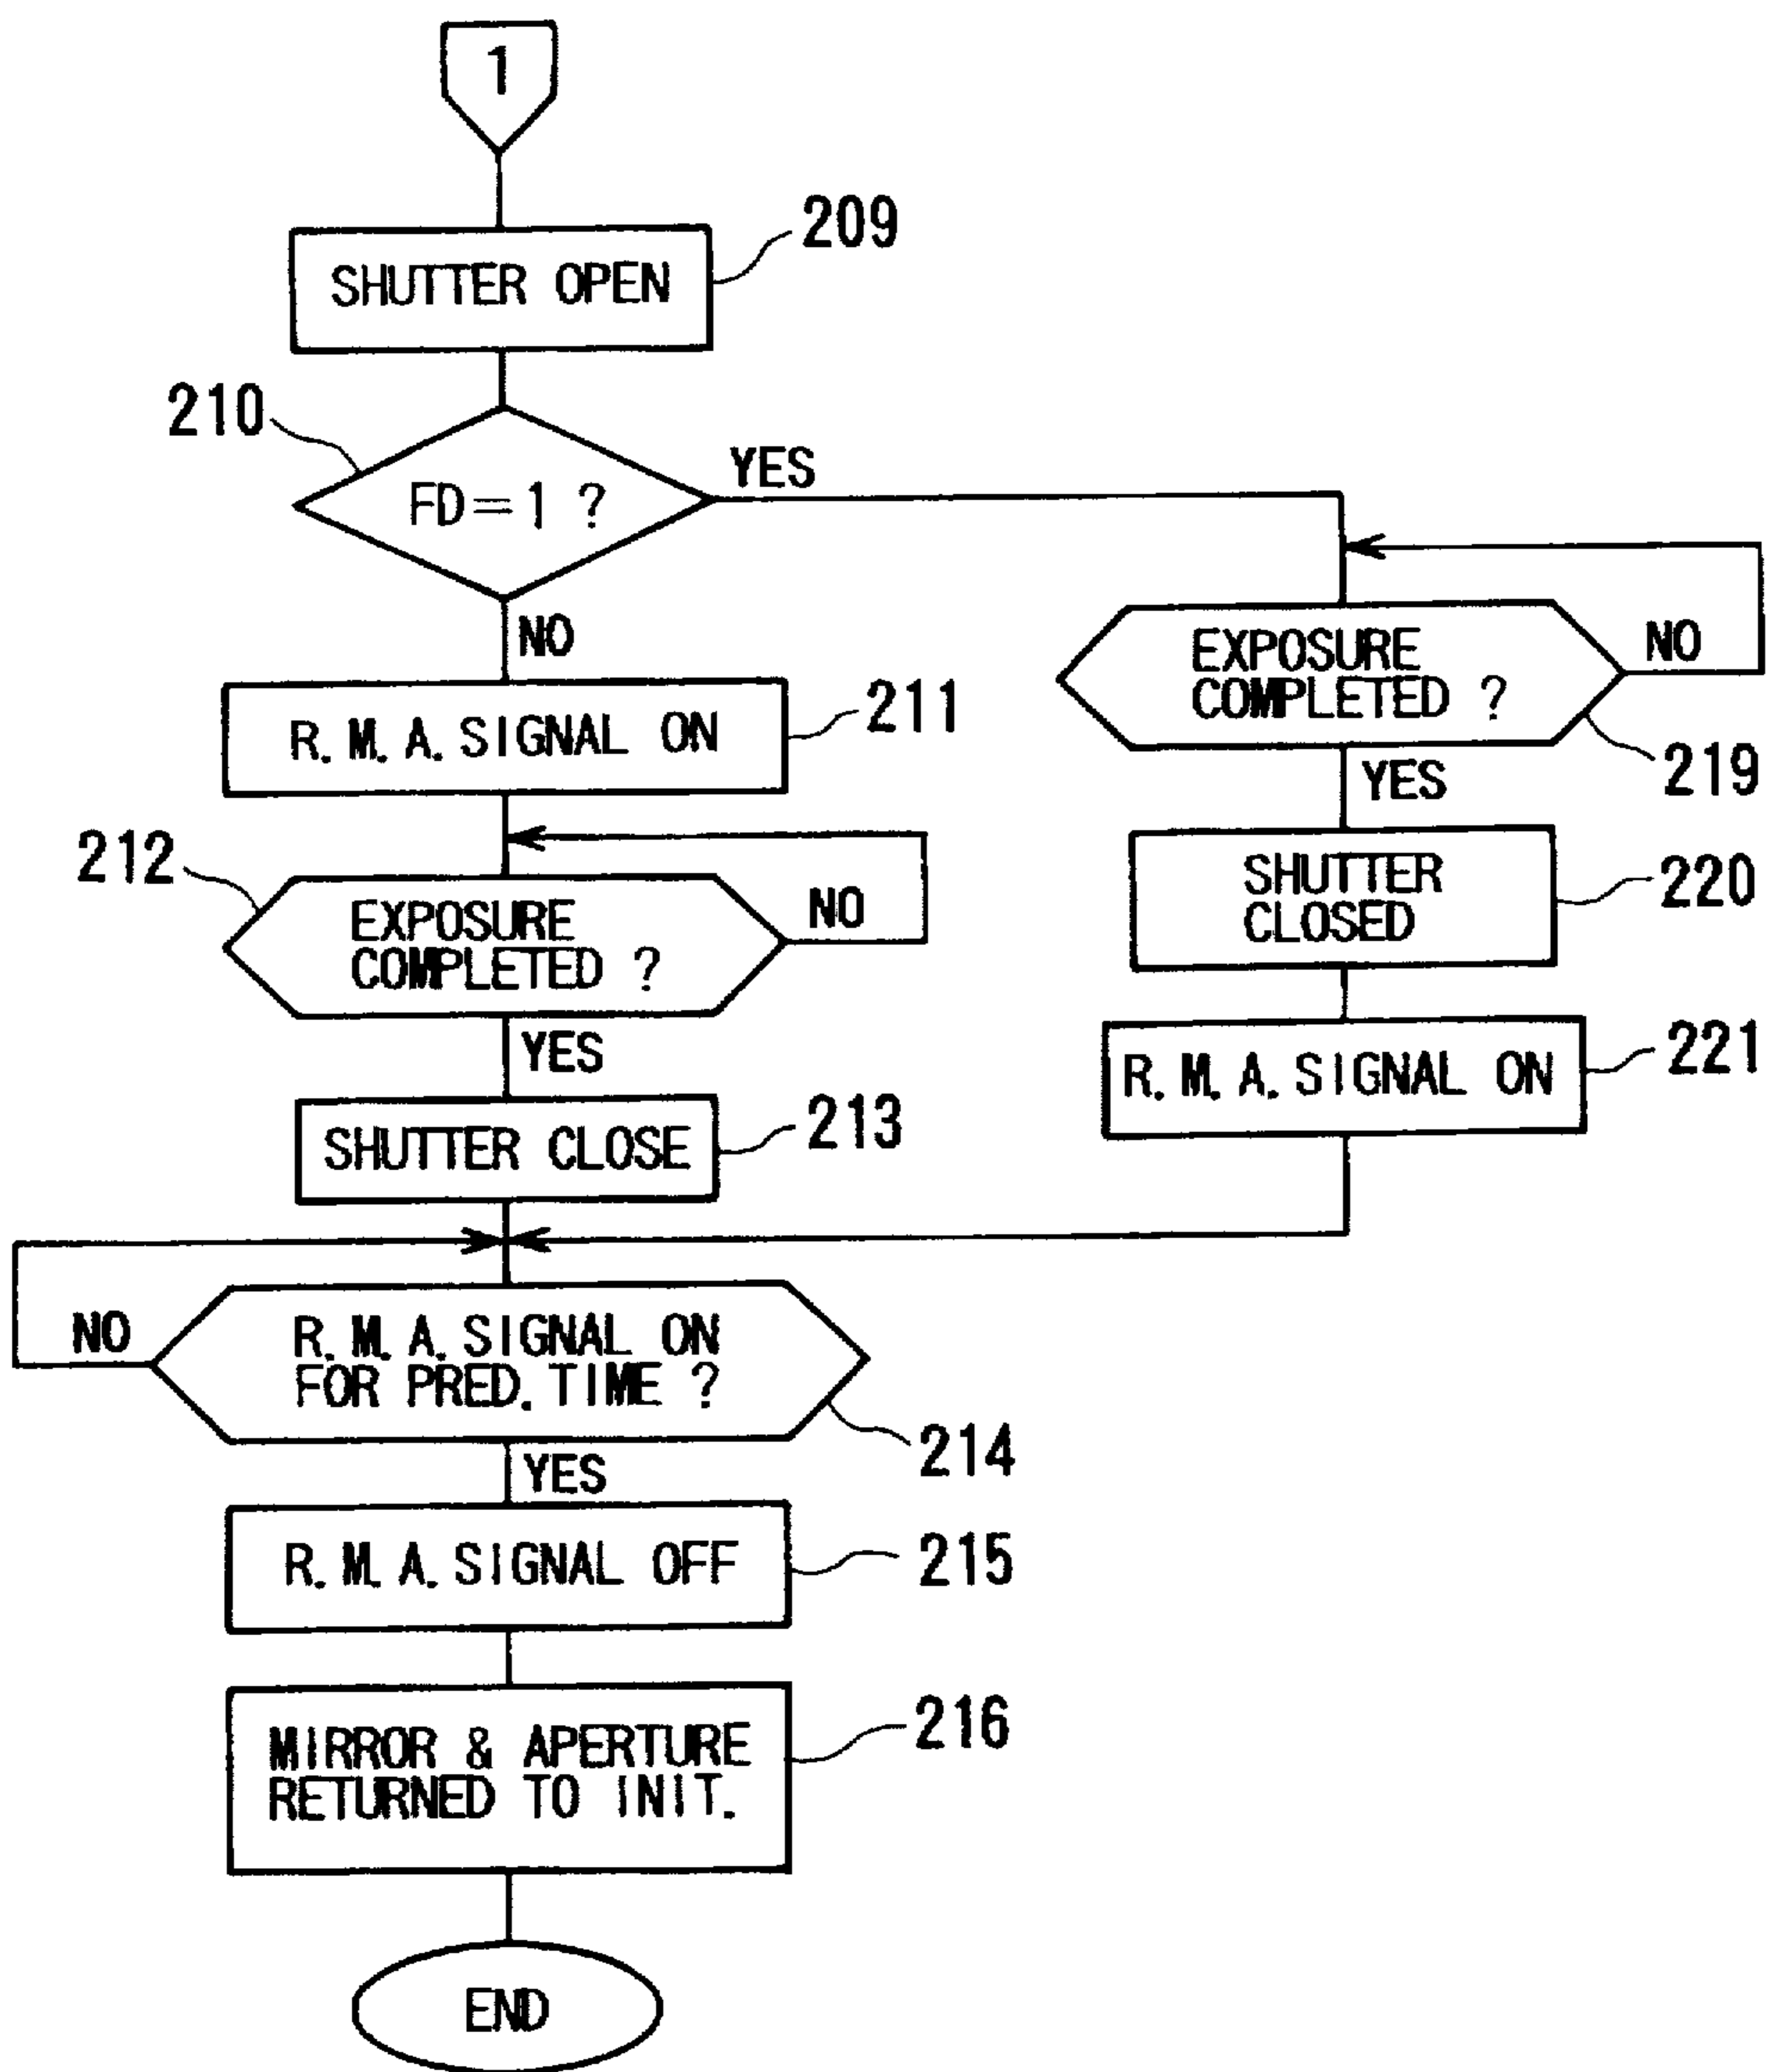 1
SHUTTER OPEN
209
210
FD=1 ?
YES
NO
R.M.A.SIGNAL ON
211
212
EXPOSURE
COMPLETED ?
NO
YES
SHUTTER CLOSE
213
EXPOSURE
COMPLETED ?
NO
219
YES
SHUTTER
CLOSED
220
R.M.A.SIGNAL ON
221
NO
R.M.A.SIGNAL ON
FOR PRED.TIME ?
214
YES
R.M.A.SIGNAL OFF
215
MIRROR & APERTURE
RETURNED TO INIT.
216
END